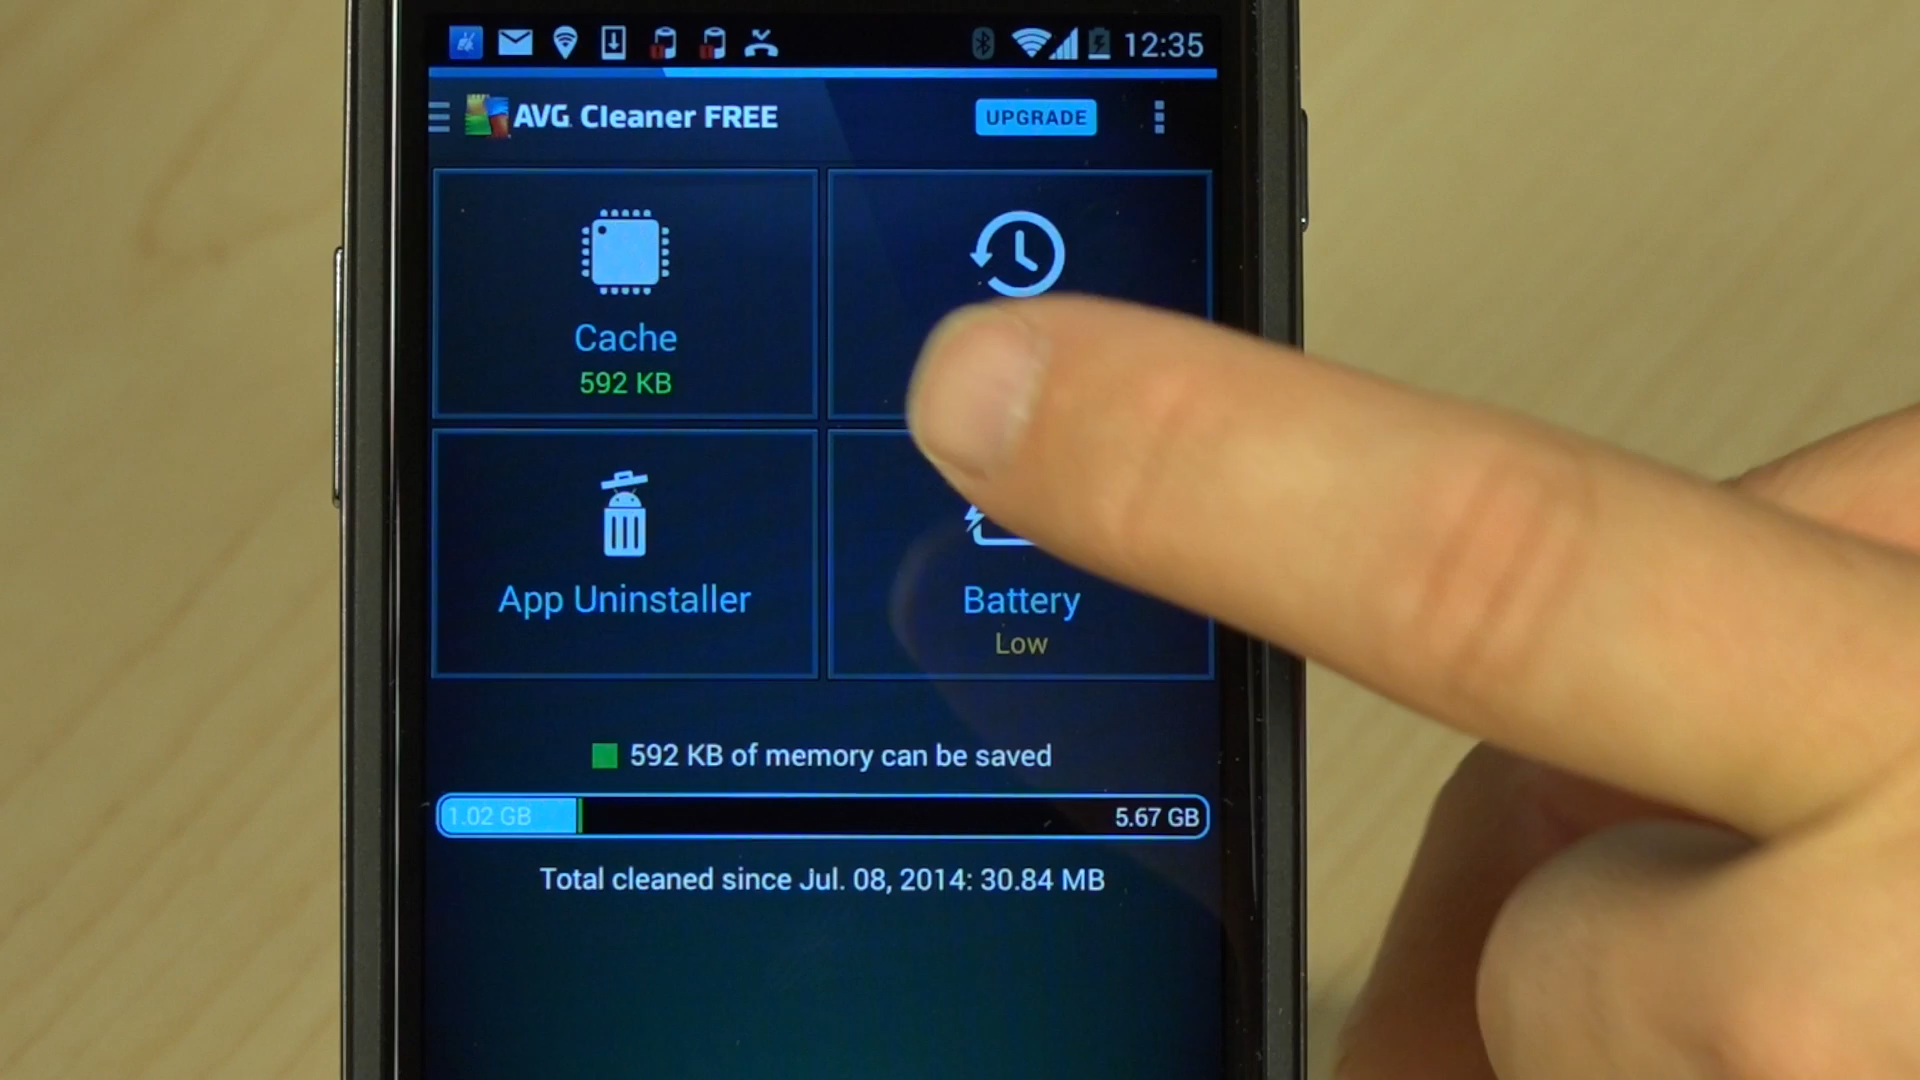 12:35
AVG Cleaner FREE
UPGRADE
Cache
592 KB
App Uninstaller
Battery
Low
592 KB of memory can be saved
1.02 GB
5.67 GB
Total cleaned since Jul. 08, 2014: 30.84 MB